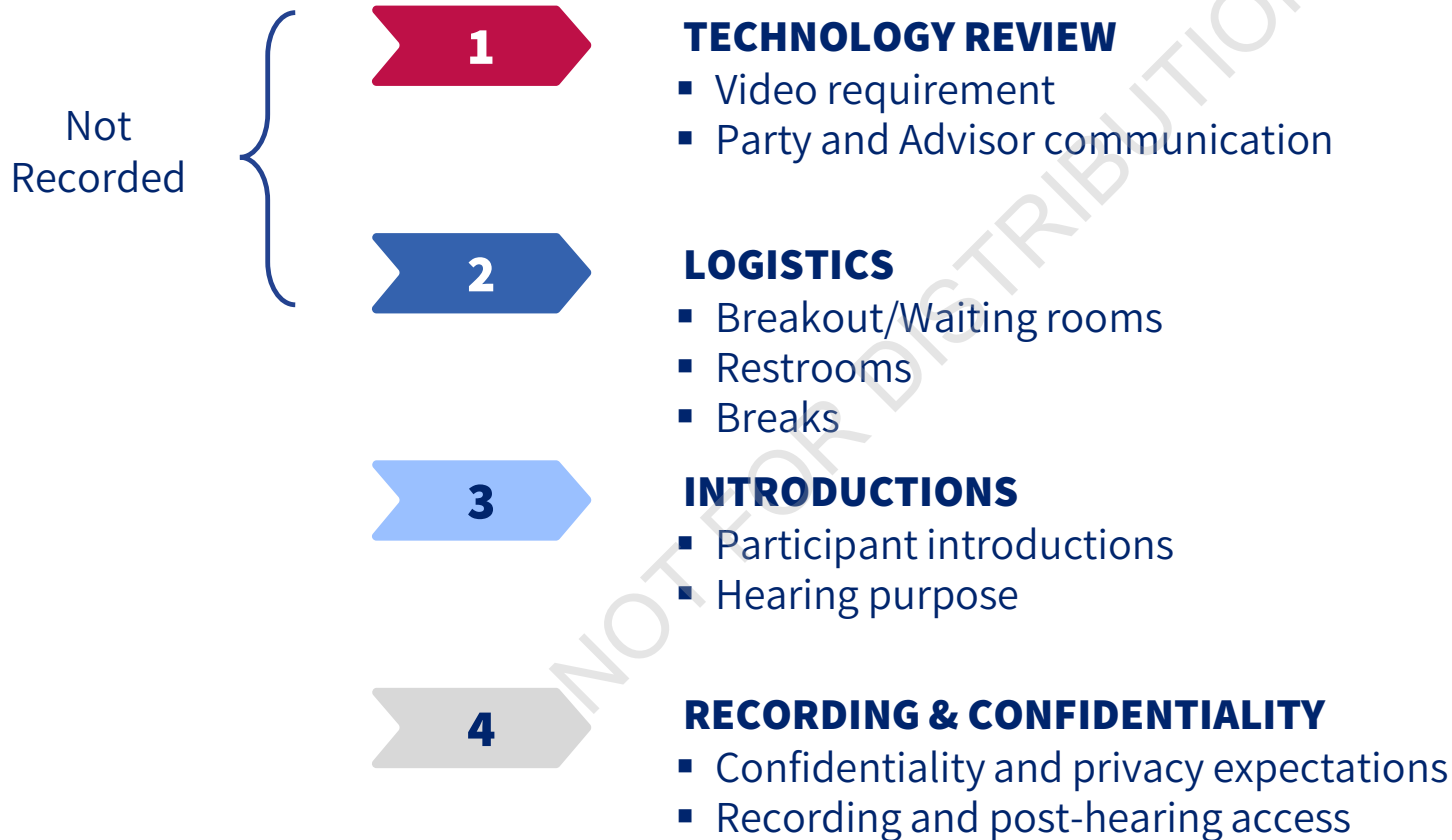 Not
Recorded
1
TECHNOLOGY REVIEW
▪ Video requirement
▪ Party and Advisor communication
2
LOGISTICS
▪ Breakout/Waiting rooms
▪ Restrooms
▪ Breaks
3
INTRODUCTIONS
▪ Participant introductions
▪ Hearing purpose
4
RECORDING & CONFIDENTIALITY
▪ Confidentiality and privacy expectations
▪ Recording and post-hearing access
NOT FOR DISTRIBUTION